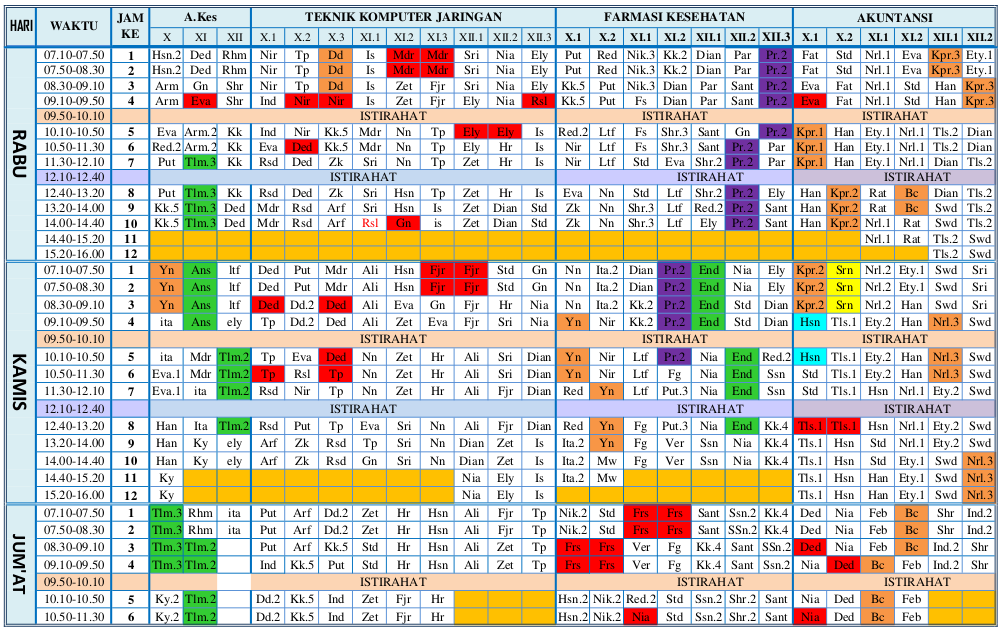 HARI WAKTU JAM KE A.Kes TEKNIK KOMPUTER JARINGAN FARMASI KESEHATAN AKUNTANSI
X XI XII X.1 X.2 X.3 XI.1 XI.2 XI.3 XII.1 XII.2 XII.3 X.1 X.2 XI.1 XI.2 XII.1 XII.2 XII.3 X.1 X.2 XI.1 XI.2 XII.1 XII.2
RABU
07.10-07.50 1 Hsn.2 Ded Rhm Nir Tp Dd Is Mdr Mdr Sri Nia Ely Put Red Nik.3 Kk.2 Dian Par Pr.2 Fat Std Nrl.1 Eva Kpr.3 Ety.1
07.50-08.30 2 Hsn.2 Ded Rhm Nir Tp Dd Is Mdr Mdr Sri Nia Ely Put Red Nik.3 Kk.2 Dian Par Pr.2 Fat Std Nrl.1 Eva Kpr.3 Ety.1
08.30-09.10 3 Arm Gn Shr Nir Tp Dd Is Zet Fjr Sri Nia Ely Kk.5 Put Nik.3 Dian Par Sant Pr.2 Eva Fat Nrl.1 Std Han Kpr.3
09.10-09.50 4 Arm Eva Shr Ind Nir Nir Is Zet Fjr Ely Nia Rsl Kk.5 Put Fs Dian Par Sant Pr.2 Eva Fat Nrl.1 Std Han Kpr.3
09.50-10.10 ISTIRAHAT ISTIRAHAT ISTIRAHAT
10.10-10.50 5 Eva Arm.2 Kk Ind Nir Kk.5 Mdr Nn Tp Ely Ely Is Red.2 Ltf Fs Shr.3 Sant Gn Pr.2 Kpr.1 Han Ety.1 Nrl.1 Tls.2 Dian
10.50-11.30 6 Red.2 Arm.2 Kk Eva Ded Kk.5 Mdr Nn Tp Ely Hr Is Nir Ltf Fs Shr.3 Sant Pr.2 Par Kpr.1 Han Ety.1 Nrl.1 Tls.2 Dian
11.30-12.10 7 Put Tlm.3 Kk Rsd Ded Zk Sri Nn Tp Zet Hr Is Nir Ltf Std Eva Shr.2 Pr.2 Par Kpr.1 Han Ety.1 Nrl.1 Dian Tls.2
12.10-12.40 ISTIRAHAT ISTIRAHAT ISTIRAHAT
12.40-13.20 8 Put Tlm.3 Kk Rsd Ded Zk Sri Hsn Tp Zet Hr Is Eva Nn Std Ltf Shr.2 Pr.2 Ely Han Kpr.2 Rat Bc Dian Tls.2
13.20-14.00 9 Kk.5 Tlm.3 Ded Mdr Rsd Arf Sri Hsn Is Zet Dian Std Zk Nn Shr.3 Ltf Red.2 Pr.2 Sant Han Kpr.2 Rat Bc Swd Tls.2
14.00-14.40 10 Kk.5 Tlm.3 Ded Mdr Rsd Arf Rsl Gn is Zet Dian Std Zk Nn Shr.3 Ltf Ely Pr.2 Sant Han Kpr.2 Nrl.1 Rat Swd Tls.2
14.40-15.20 11 Nrl.1 Rat Tls.2 Swd
15.20-16.00 12 Tls.2 Swd
KAMIS
07.10-07.50 1 Yn Ans ltf Ded Put Mdr Ali Hsn Fjr Fjr Std Gn Nn Ita.2 Dian Pr.2 End Nia Ely Kpr.2 Srn Nrl.2 Ety.1 Swd Sri
07.50-08.30 2 Yn Ans ltf Ded Put Mdr Ali Hsn Fjr Fjr Std Gn Nn Ita.2 Dian Pr.2 End Nia Ely Kpr.2 Srn Nrl.2 Ety.1 Han Swd
08.30-09.10 3 Yn Ans ltf Ded Dd.2 Ded Ali Eva Gn Fjr Hr Nia Nn Ita.2 Kk.2 Pr.2 End Std Dian Kpr.2 Srn Nrl.2 Han Swd Sri
09.10-09.50 4 ita Ans ely Tp Dd.2 Ded Ali Zet Eva Fjr Sri Nia Yn Nir Kk.2 Pr.2 End Std Dian Hsn Tls.1 Ety.2 Han Nrl.3 Swd
09.50-10.10 ISTIRAHAT ISTIRAHAT ISTIRAHAT
10.10-10.50 5 ita Mdr Tlm.2 Tp Eva Ded Nn Zet Hr Ali Sri Dian Yn Nir Ltf Pr.2 Nia End Red.2 Hsn Tls.1 Ety.2 Han Nrl.3 Swd
10.50-11.30 6 Eva.1 Mdr Tlm.2 Tp Rsl Tp Nn Zet Hr Ali Sri Dian Yn Nir Ltf Fg Nia End Ssn Std Tls.1 Ety.2 Han Nrl.3 Swd
11.30-12.10 7 Eva.1 ita Tlm.2 Rsd Nir Tp Nn Zet Hr Ali Fjr Dian Red Yn Ltf Put.3 Nia End Ssn Std Tls.1 Hsn Nrl.1 Ety.2 Swd
12.10-12.40 ISTIRAHAT ISTIRAHAT ISTIRAHAT
12.40-13.20 8 Han Ita Tlm.2 Rsd Put Tp Eva Sri Nn Ali Fjr Dian Red Yn Fg Put.3 Nia End Kk.4 Tls.1 Tls.1 Hsn Nrl.1 Ety.2 Swd
13.20-14.00 9 Han Ky ely Arf Zk Rsd Tp Sri Nn Dian Zet Is Ita.2 Yn Fg Ver Ssn Nia Kk.4 Tls.1 Hsn Std Nrl.1 Ety.2 Swd
14.00-14.40 10 Han Ky ely Arf Zk Rsd Gn Sri Nn Dian Zet Is Ita.2 Mw Fg Ver Ssn Nia Kk.4 Tls.1 Hsn Std Ety.1 Swd Nrl.3
14.40-15.20 11 Ky Nia Ely Is Ita.2 Mw Tls.1 Hsn Han Ety.1 Swd Nrl.3
15.20-16.00 12 Ky Nia Ely Is Tls.1 Hsn Han Ety.1 Swd Nrl.3
JUM'AT
07.10-07.50 1 Tlm.3 Rhm ita Put Arf Dd.2 Zet Hr Hsn Ali Fjr Tp Nik.2 Std Frs Frs Sant Ssn.2 Kk.4 Ded Nia Feb Bc Shr Ind.2
07.50-08.30 2 Tlm.3 Rhm ita Put Arf Dd.2 Zet Hr Hsn Ali Fjr Tp Nik.2 Std Frs Frs Sant SSn.2 Kk.4 Ded Nia Feb Bc Shr Ind.2
08.30-09.10 3 Tlm.3 Tlm.2 Put Arf Kk.5 Std Hr Hsn Ali Zet Tp Frs Frs Ver Fg Kk.4 Sant SSn.2 Ded Nia Feb Bc Ind.2 Shr
09.10-09.50 4 Tlm.3 Tlm.2 Ind Kk.5 Put Std Hr Hsn Ali Zet Tp Frs Frs Ver Fg Kk.4 Sant Ssn.2 Nia Ded Bc Feb Ind.2 Shr
09.50-10.10 ISTIRAHAT ISTIRAHAT ISTIRAHAT
10.10-10.50 5 Ky.2 Tlm.2 Dd.2 Kk.5 Ind Zet Fjr Hr Hsn.2 Nik.2 Red.2 Std Ssn.2 Shr.2 Sant Nia Ded Bc Feb
10.50-11.30 6 Ky.2 Tlm.2 Dd.2 Kk.5 Ind Zet Fjr Hr Hsn.2 Nik.2 Nia Std Ssn.2 Shr.2 Sant Nia Ded Bc Feb